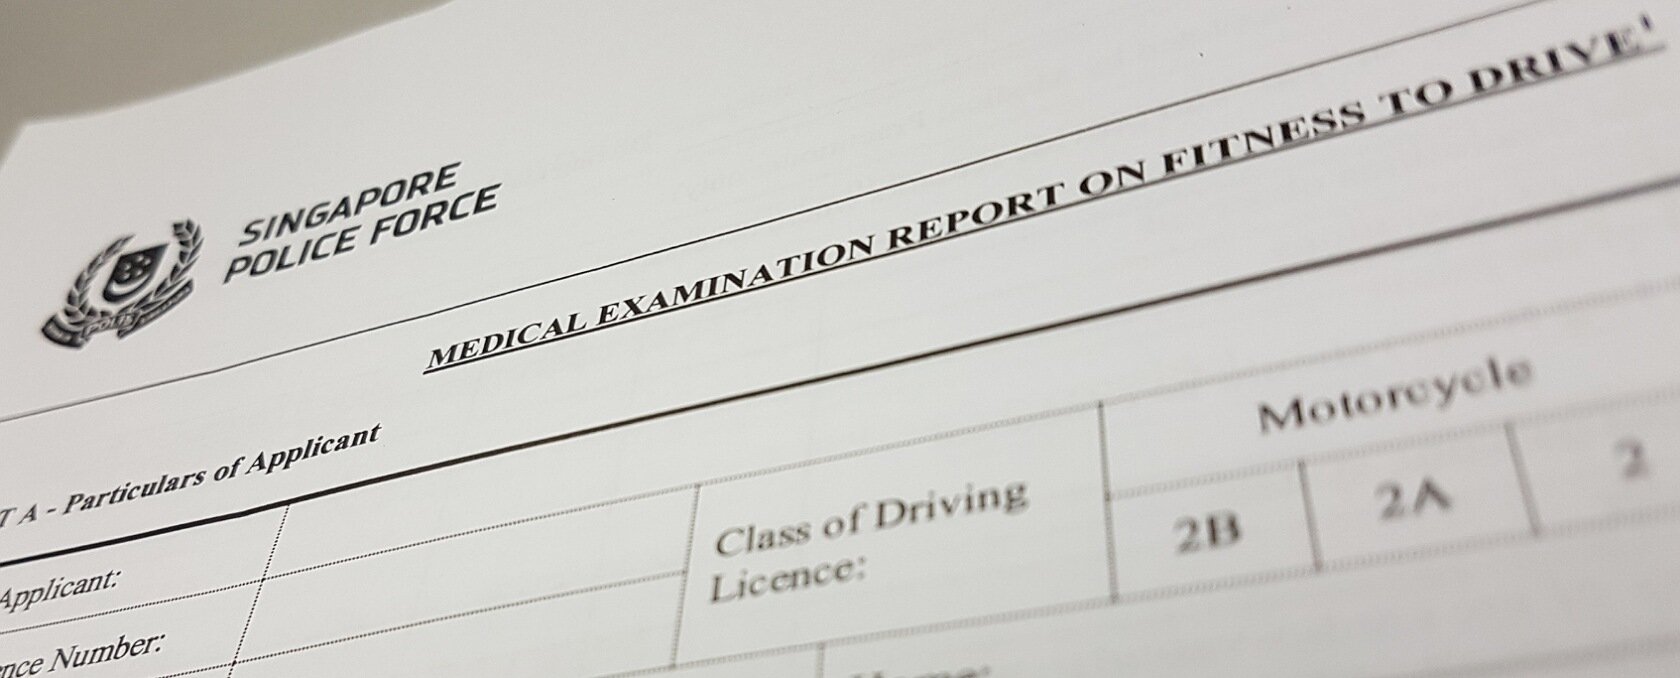 SINGAPORE
POLICE FORCE
POLIS
MEDICAL EXAMINATION REPORT ON FITNESS TO DRIVE¹
T A - Particulars of Applicant
Applicant:
Class of Driving
Licence:
Motorcycle
2B 2A 2
nce Number: